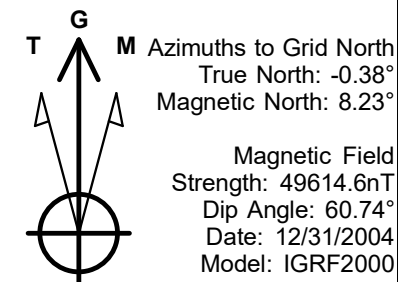 G
T M
Azimuths to Grid North
True North: -0.38°
Magnetic North: 8.23°
Magnetic Field
Strength: 49614.6nT
Dip Angle: 60.74°
Date: 12/31/2004
Model: IGRF2000